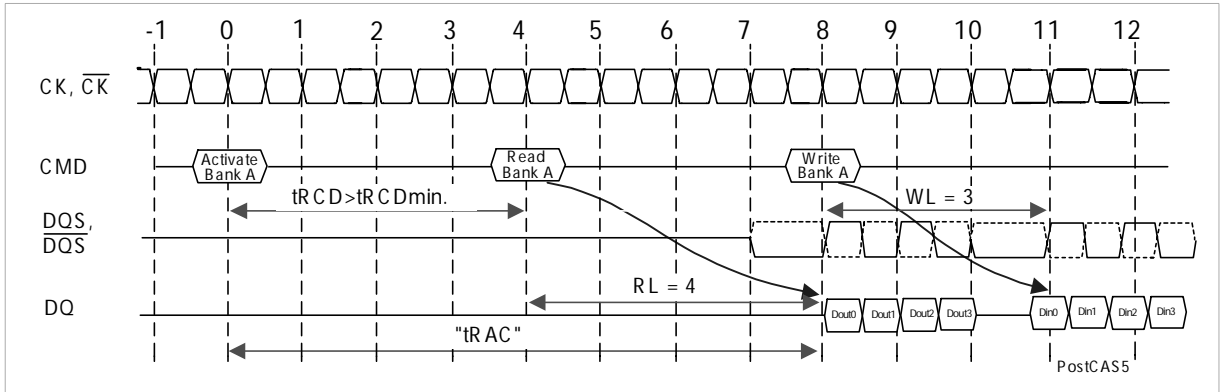 -1 0 1 2 3 4 5 6 7 8 9 10 11 12
CK, CK
CMD
Activate
Bank A
Read
Bank A
Write
Bank A
tRCD>tRCDmin.
WL = 3
DQS,
DQS
RL = 4
DQ
Dout0 Dout1 Dout2 Dout3 Din0 Din1 Din2 Din3
"tRAC"
PostCAS5